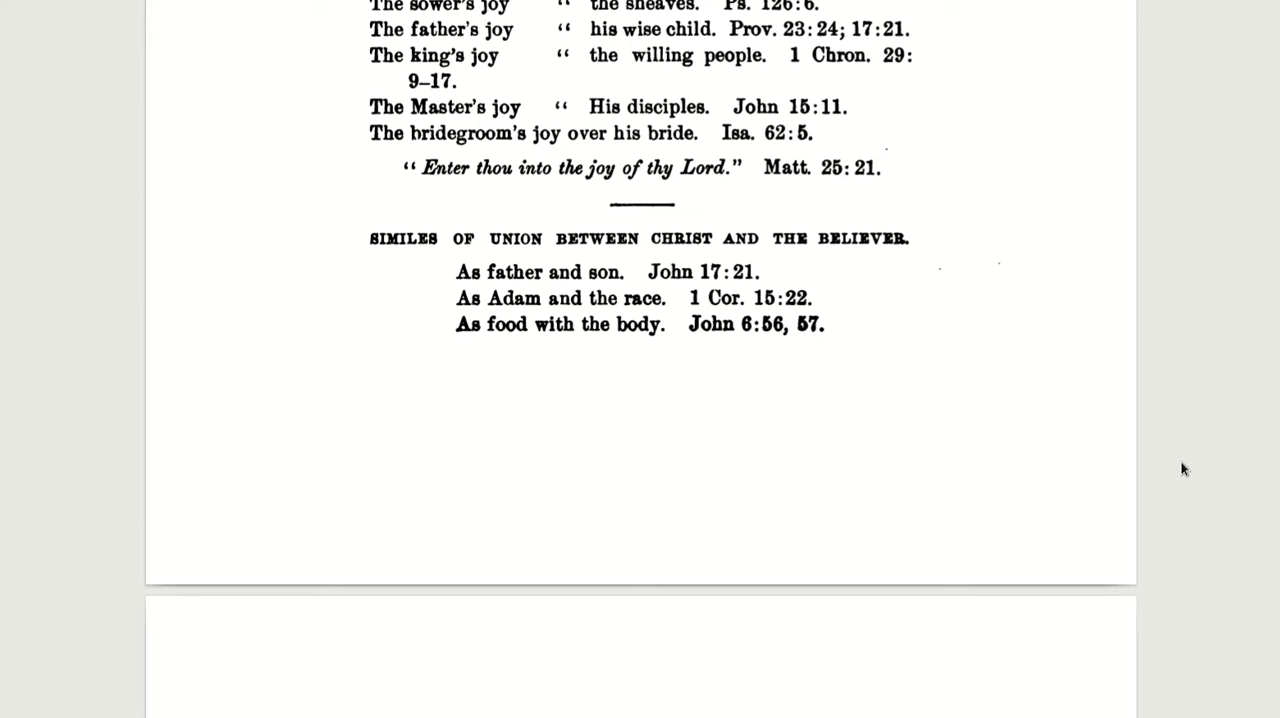 The sower's joy “ the sheaves. Ps. 126:6.
The father's joy “ his wise child. Prov. 23:24; 17:21.
The king's joy “ the willing people. 1 Chron. 29:
9–17.
The Master's joy “ His disciples. John 15:11.
The bridegroom's joy over his bride. Isa. 62:5.
“Enter thou into the joy of thy Lord.” Matt. 25:21.
SIMILES OF UNION BETWEEN CHRIST AND THE BELIEVER.
As father and son. John 17:21.
As Adam and the race. 1 Cor. 15:22.
As food with the body. John 6:56, 57.